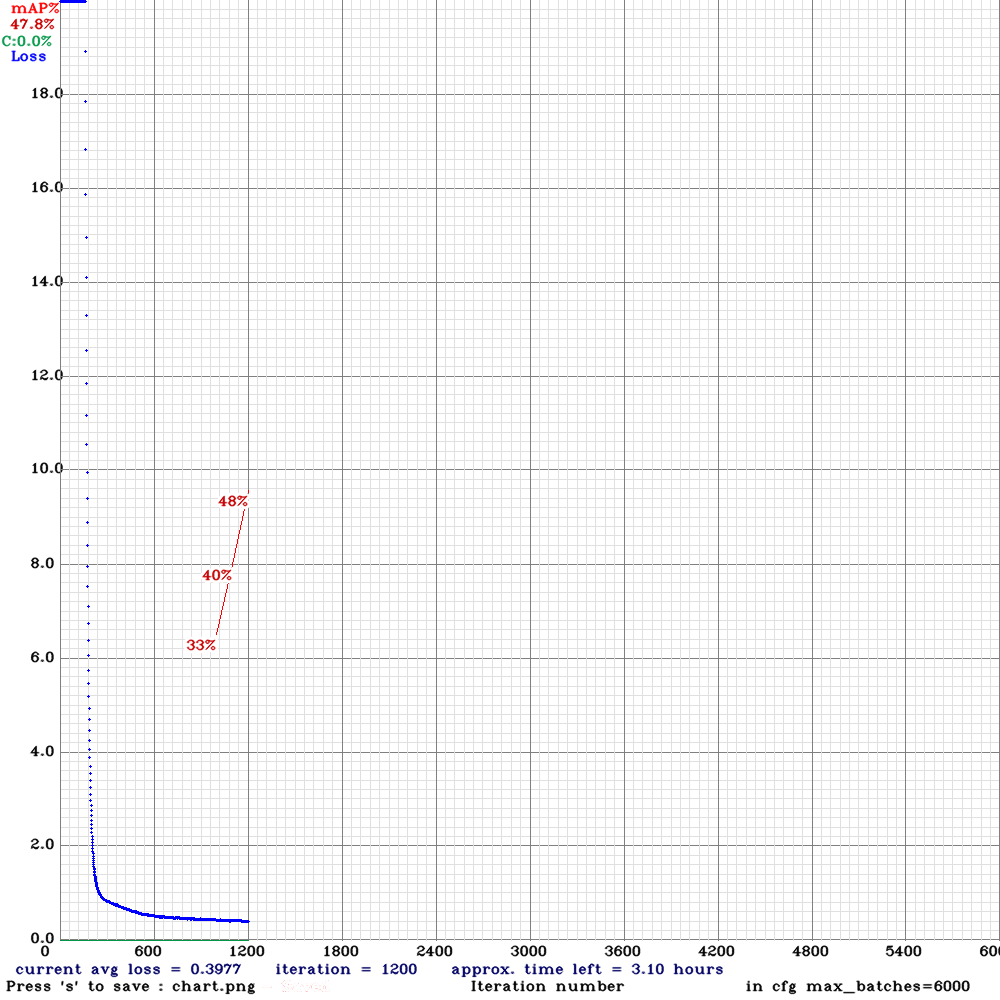 mAP%
47.8%
C:0.0%
Loss
18.0
16.0
14.0
12.0
10.0
48%
8.0
40%
33%
6.0
4.0
2.0
0.0
0 600 1200 1800 2400 3000 3600 4200 4800 5400 600
current avg loss = 0.3977 iteration = 1200 approx. time left = 3.10 hours
Press 's' to save : chart.png Iteration number in cfg max_batches=6000